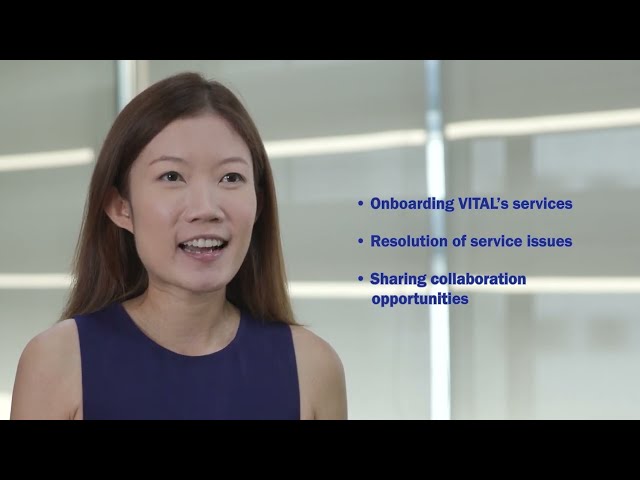 • Onboarding VITAL's services
• Resolution of service issues
• Sharing collaboration
opportunities